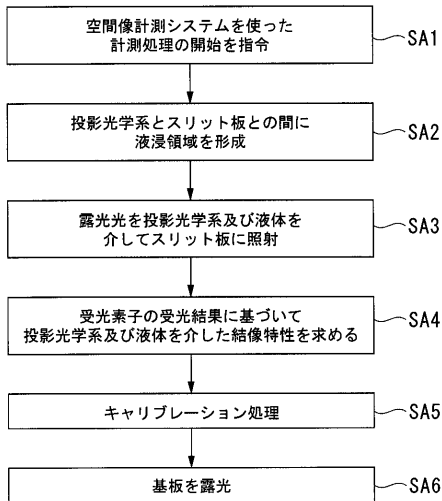 空間像計測システムを使った
計測処理の開始を指令
SA1
投影光学系とスリット板との間に
液浸領域を形成
SA2
露光光を投影光学系及び液体を
介してスリット板に照射
SA3
受光素子の受光結果に基づいて
投影光学系及び液体を介した結像特性を求める
SA4
キャリブレーション処理
SA5
基板を露光
SA6